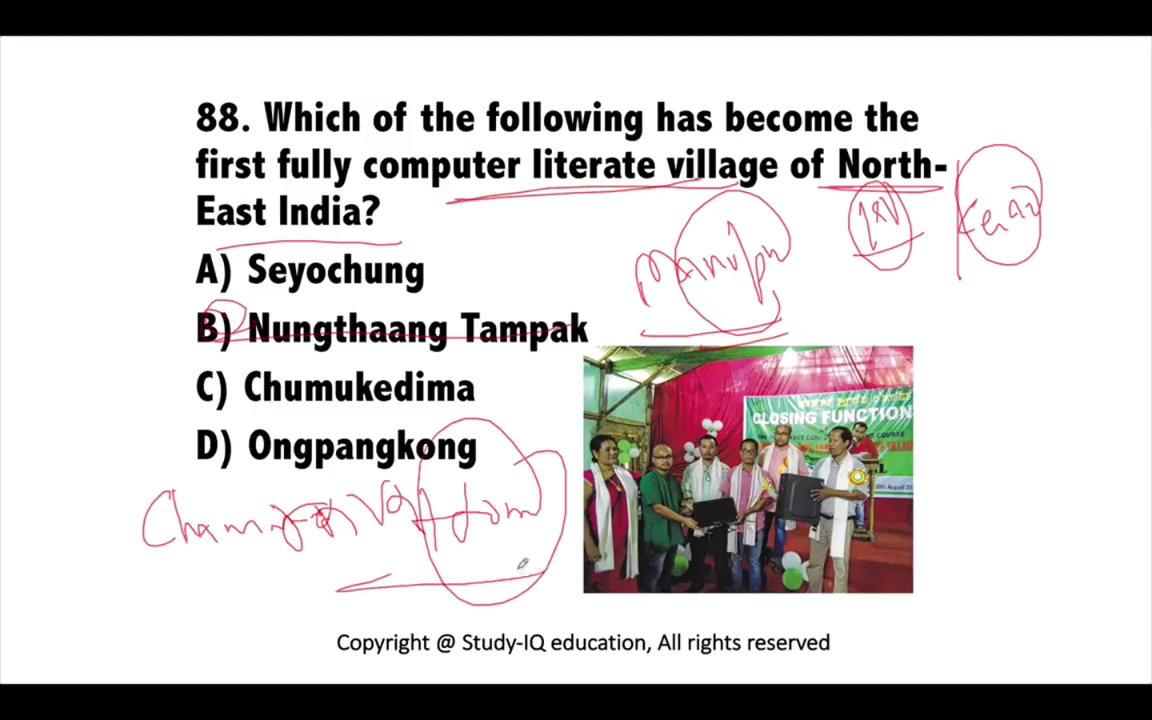 88. Which of the following has become the
first fully computer literate village of North-
East India?
A) Seyochung
B) Nungthaang Tampak
C) Chumukedima
D) Ongpangkong
Manipur
1st
CLOSING FUNCTION
Copyright @ Study-IQ education, All rights reserved